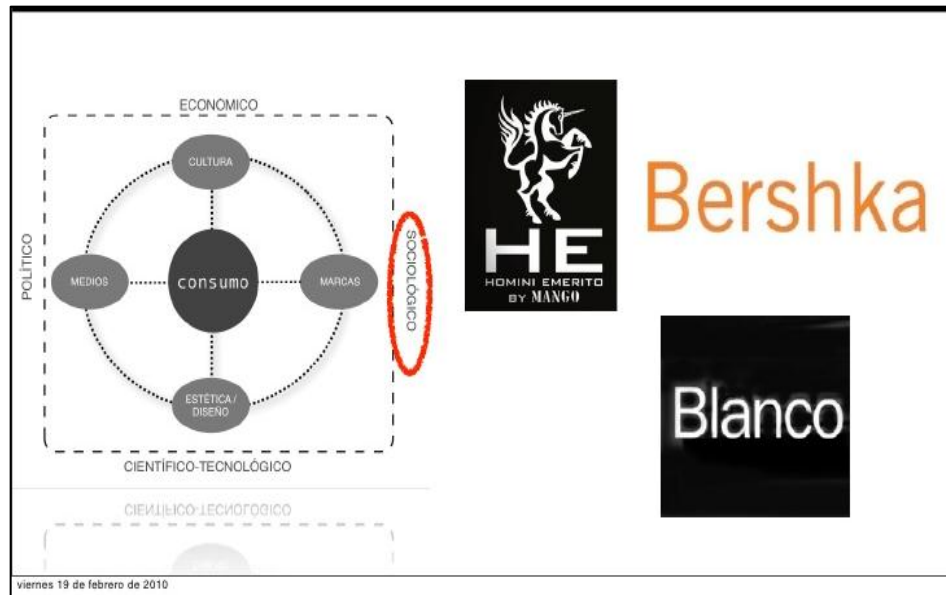 ECONÓMICO
CULTURA
POLÍTICO
MEDIOS
consumo
MARCAS
SOCIOLÓGICO
ESTÉTICA /
DISEÑO
CIENTÍFICO-TECNOLÓGICO
CIENTÍFICO-TECNOLÓGICO
consumo
HE
HOMINI EMERITO
BY MANGO
Bershka
Blanco
viernes 19 de febrero de 2010